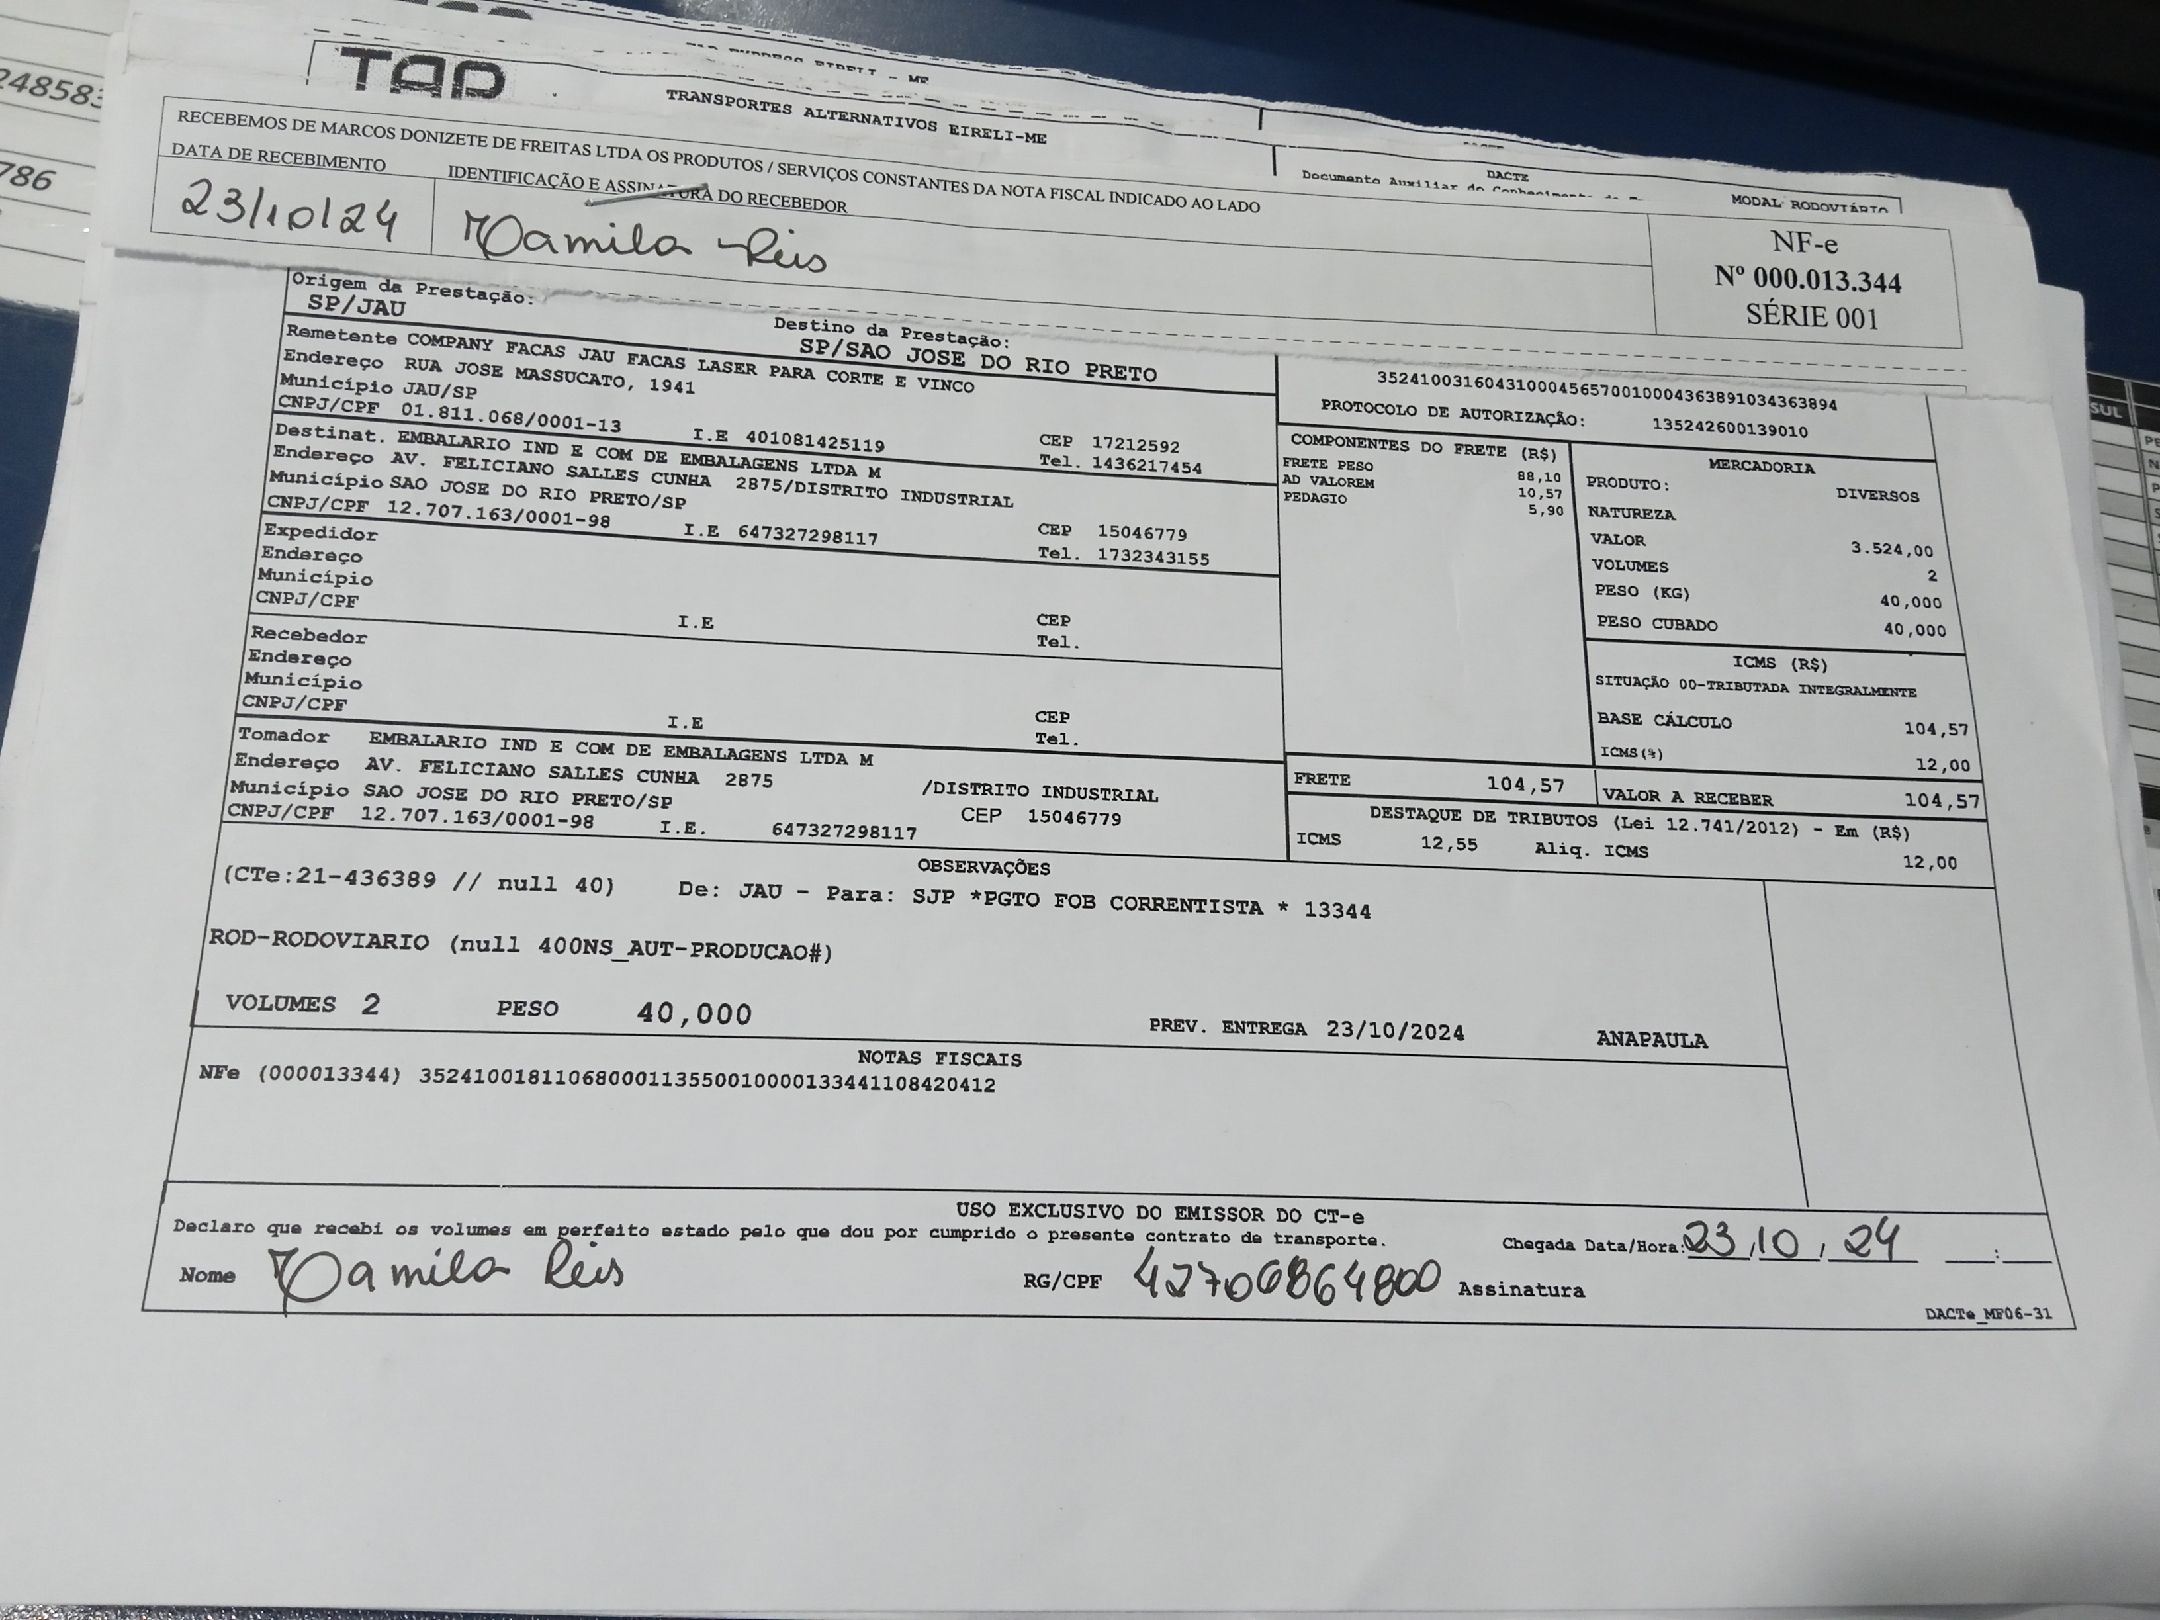 248583
786
TAP
TRANSPORTES ALTERNATIVOS EIRELI-ME
DACTE
Documento Auxiliar do Conhecimento de
MODAL RODOVIÁRIO
RECEBEMOS DE MARCOS DONIZETE DE FREITAS LTDA OS PRODUTOS / SERVIÇOS CONSTANTES DA NOTA FISCAL INDICADO AO LADO
DATA DE RECEBIMENTO
23/10/24
IDENTIFICAÇÃO E ASSINATURA DO RECEBEDOR
Kamila Reis
NF-e
Nº 000.013.344
SÉRIE 001
Origem da Prestação:
SP/JAU
Destino da Prestação:
SP/SAO JOSE DO RIO PRETO
Remetente COMPANY FACAS JAU FACAS LASER PARA CORTE E VINCO
Endereço RUA JOSE MASSUCATO, 1941
Município JAU/SP
CEP 17212592
CNPJ/CPF 01.811.068/0001-13 I.E 401081425119 Tel. 1436217454
Destinat. EMBALARIO IND E COM DE EMBALAGENS LTDA M
Endereço AV. FELICIANO SALLES CUNHA 2875/DISTRITO INDUSTRIAL
Município SAO JOSE DO RIO PRETO/SP CEP 15046779
CNPJ/CPF 12.707.163/0001-98 I.E 647327298117 Tel. 1732343155
Expedidor
Endereço
Município CEP
CNPJ/CPF I.E Tel.
Recebedor
Endereço
Município CEP
CNPJ/CPF I.E Tel.
Tomador EMBALARIO IND E COM DE EMBALAGENS LTDA M
Endereço AV. FELICIANO SALLES CUNHA 2875 /DISTRITO INDUSTRIAL
Município SAO JOSE DO RIO PRETO/SP CEP 15046779
CNPJ/CPF 12.707.163/0001-98 I.E. 647327298117
35241003160431000456570010004363891034363894
PROTOCOLO DE AUTORIZAÇÃO: 135242600139010
COMPONENTES DO FRETE (R$)
FRETE PESO 88,10
AD VALOREM 10,57
PEDAGIO 5,90
MERCADORIA
PRODUTO: DIVERSOS
NATUREZA
VALOR 3.524,00
VOLUMES 2
PESO (KG) 40,000
PESO CUBADO 40,000
ICMS (R$)
SITUAÇÃO 00-TRIBUTADA INTEGRALMENTE
BASE CÁLCULO 104,57
ICMS(%) 12,00
FRETE 104,57 VALOR A RECEBER 104,57
DESTAQUE DE TRIBUTOS (Lei 12.741/2012) - Em (R$)
ICMS 12,55 Aliq. ICMS 12,00
OBSERVAÇÕES
(CTe:21-436389 // null 40) De: JAU - Para: SJP *PGTO FOB CORRENTISTA * 13344
ROD-RODOVIARIO (null 400NS_AUT-PRODUCAO#)
VOLUMES 2 PESO 40,000 PREV. ENTREGA 23/10/2024 ANAPAULA
NOTAS FISCAIS
NFe (000013344) 35241001811068000113550010000133441108420412
USO EXCLUSIVO DO EMISSOR DO CT-e
Declaro que recebi os volumes em perfeito estado pelo que dou por cumprido o presente contrato de transporte. Chegada Data/Hora: 23/10/24 :
Nome Kamila Reis RG/CPF 42706864800 Assinatura
DACTe_MF06-31
SUL